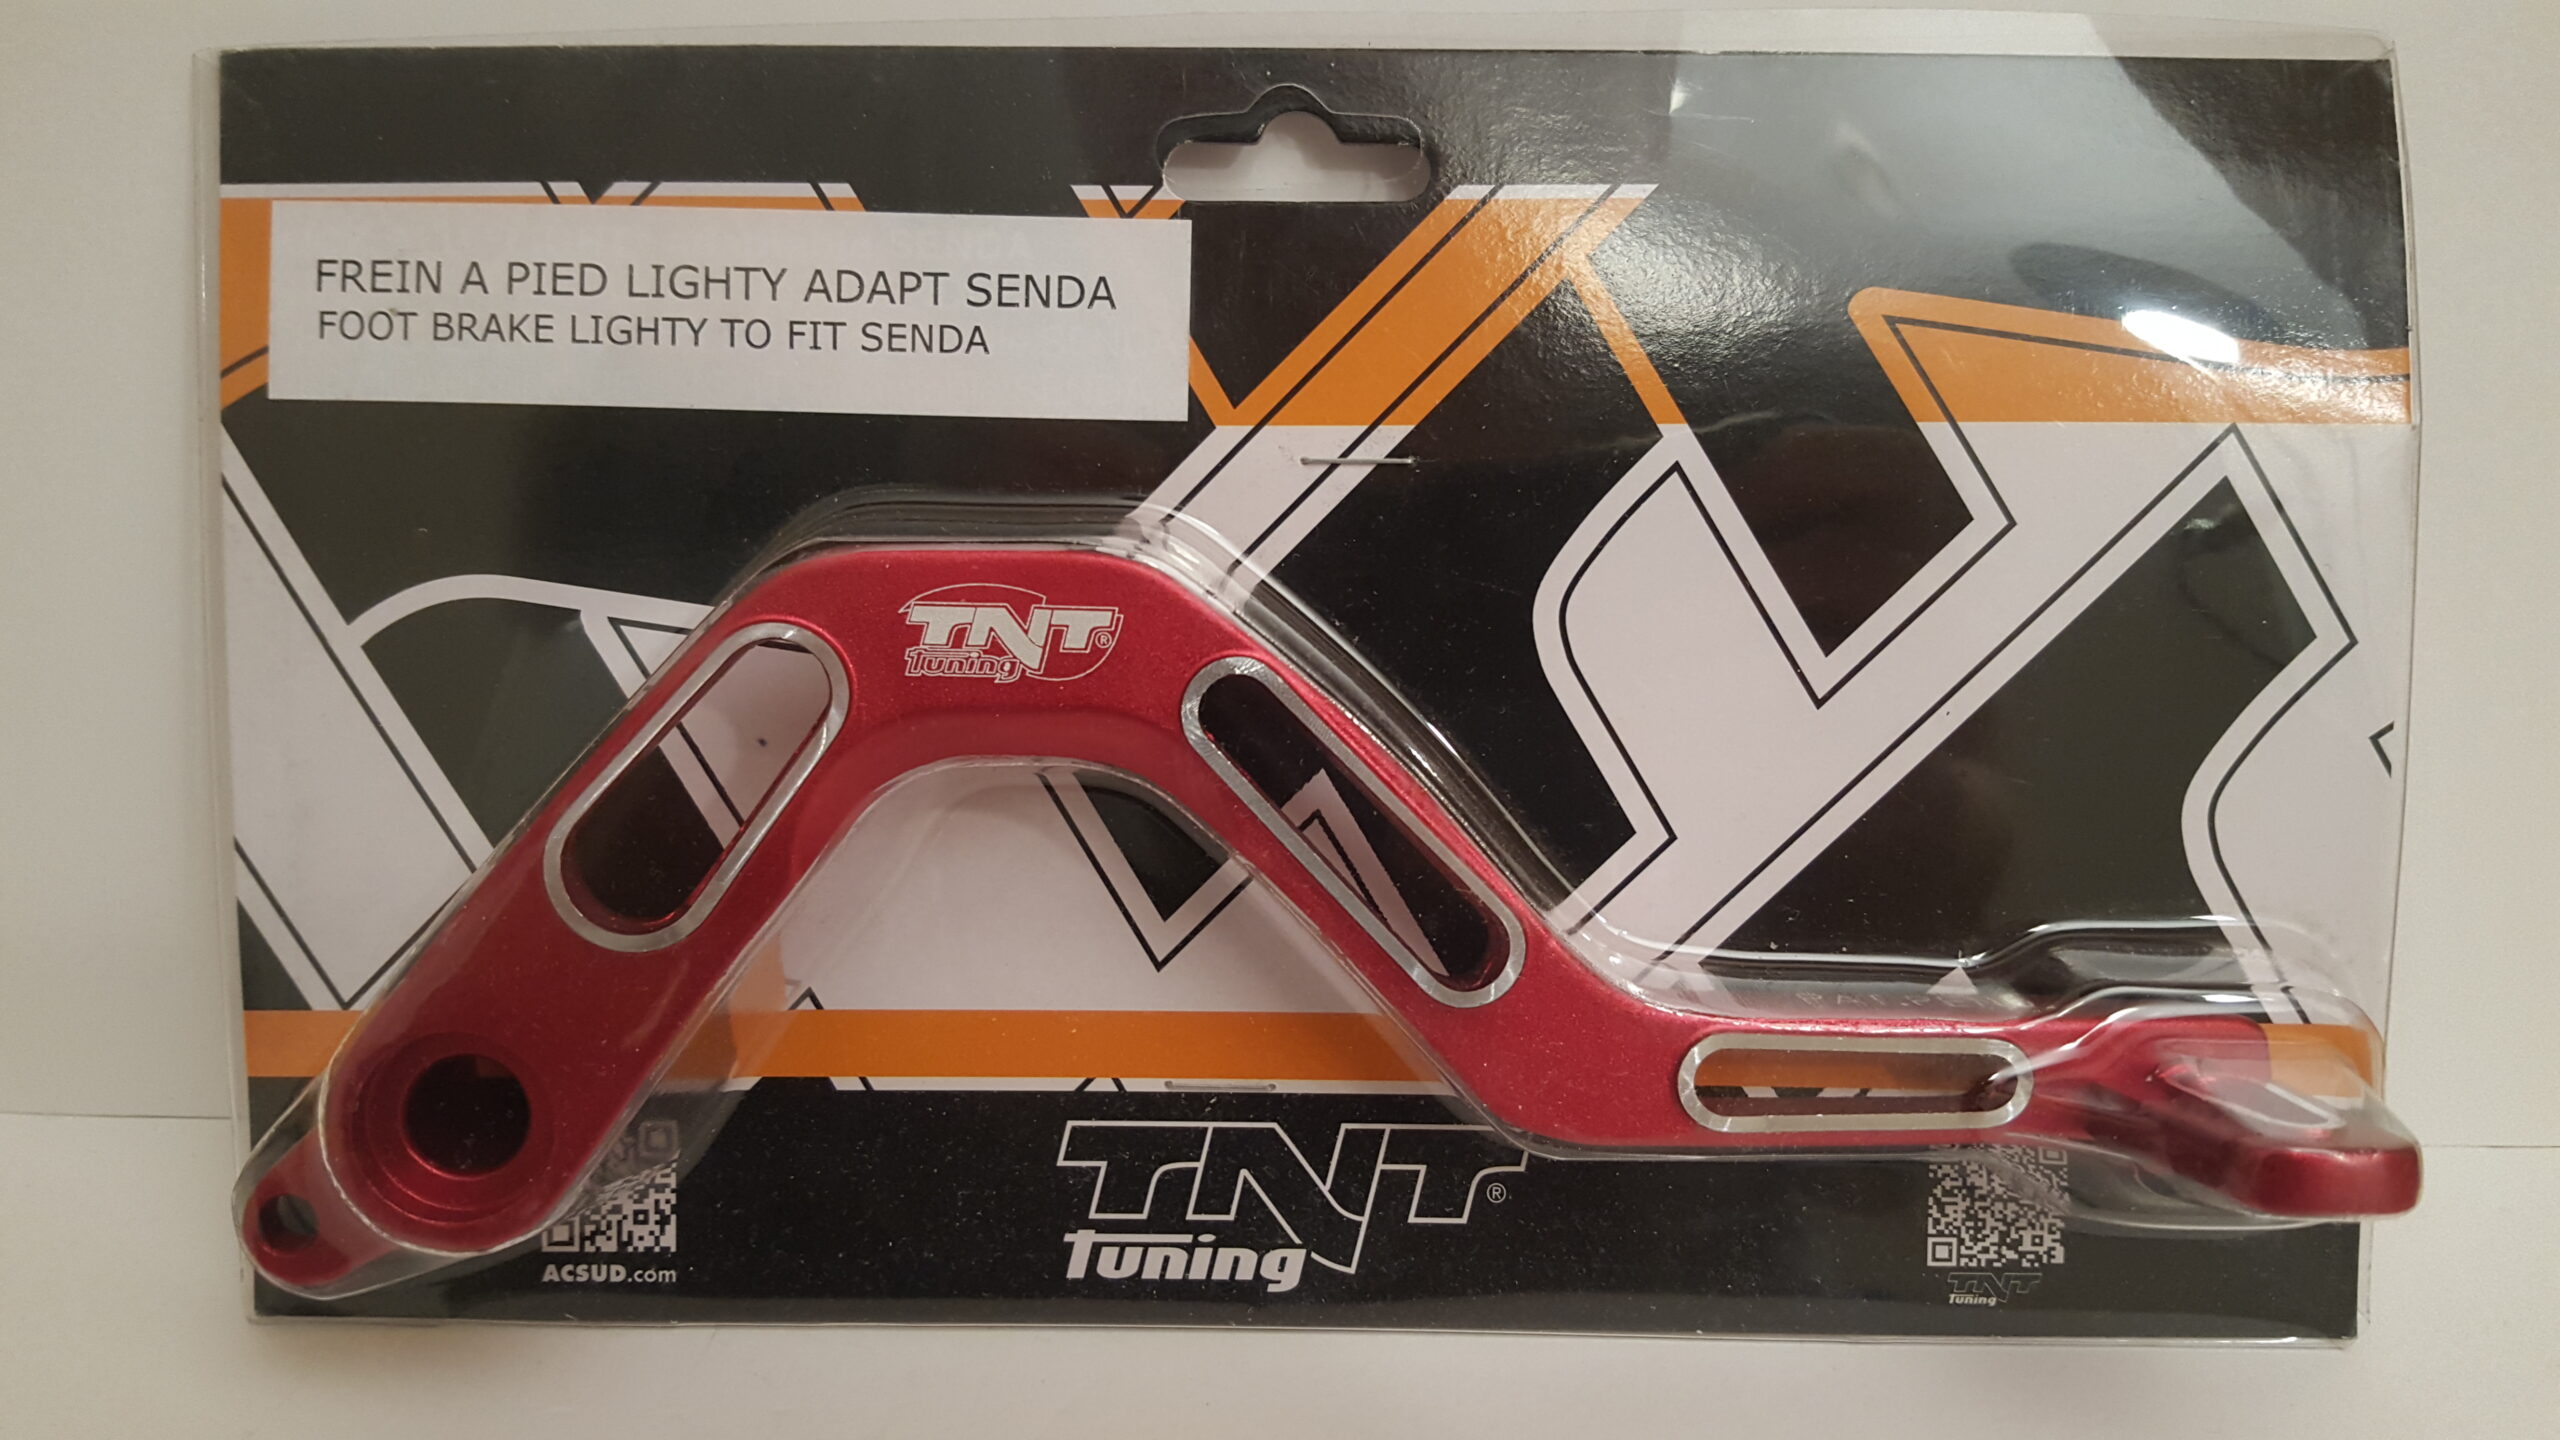 FREIN A PIED LIGHTY ADAPT SENDA
FOOT BRAKE LIGHTY TO FIT SENDA
TNT®
Tuning
TNT®
Tuning
ACSUD.com
TNT
Tuning